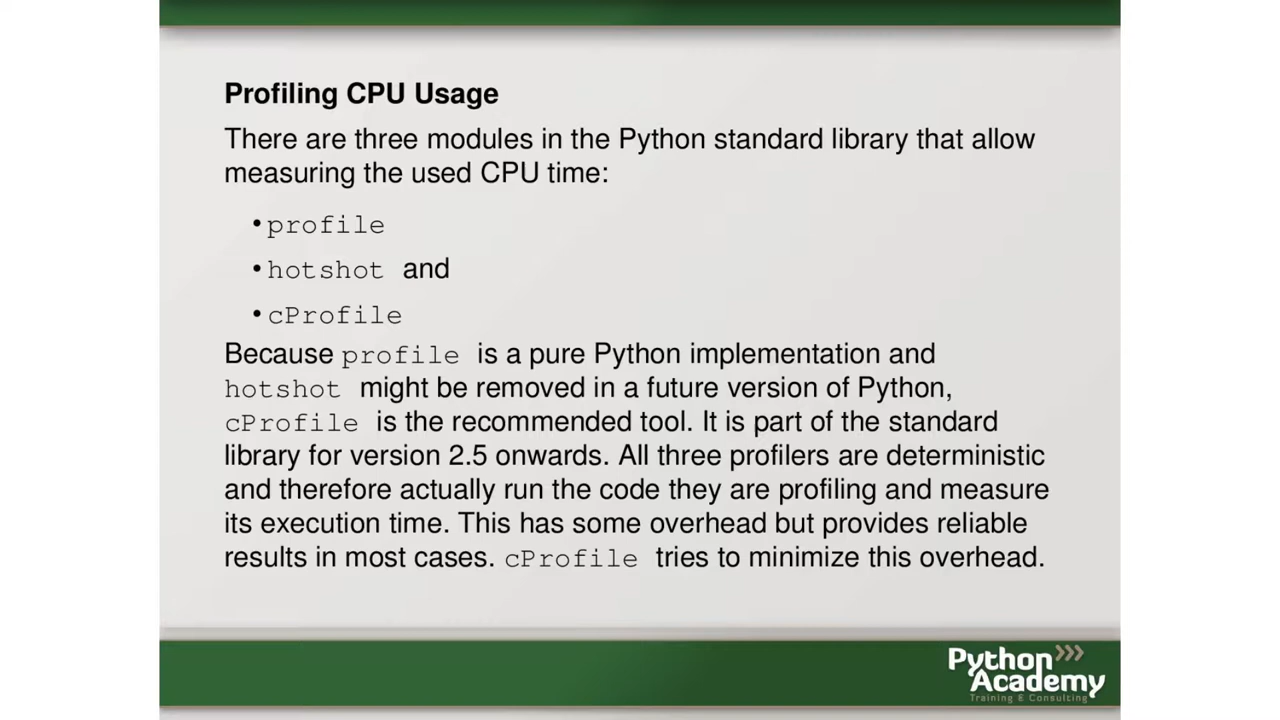 Profiling CPU Usage
There are three modules in the Python standard library that allow
measuring the used CPU time:
•profile
•hotshot and
•cProfile
Because profile is a pure Python implementation and
hotshot might be removed in a future version of Python,
cProfile is the recommended tool. It is part of the standard
library for version 2.5 onwards. All three profilers are deterministic
and therefore actually run the code they are profiling and measure
its execution time. This has some overhead but provides reliable
results in most cases. cProfile tries to minimize this overhead.
Python
Academy
Training & Consulting